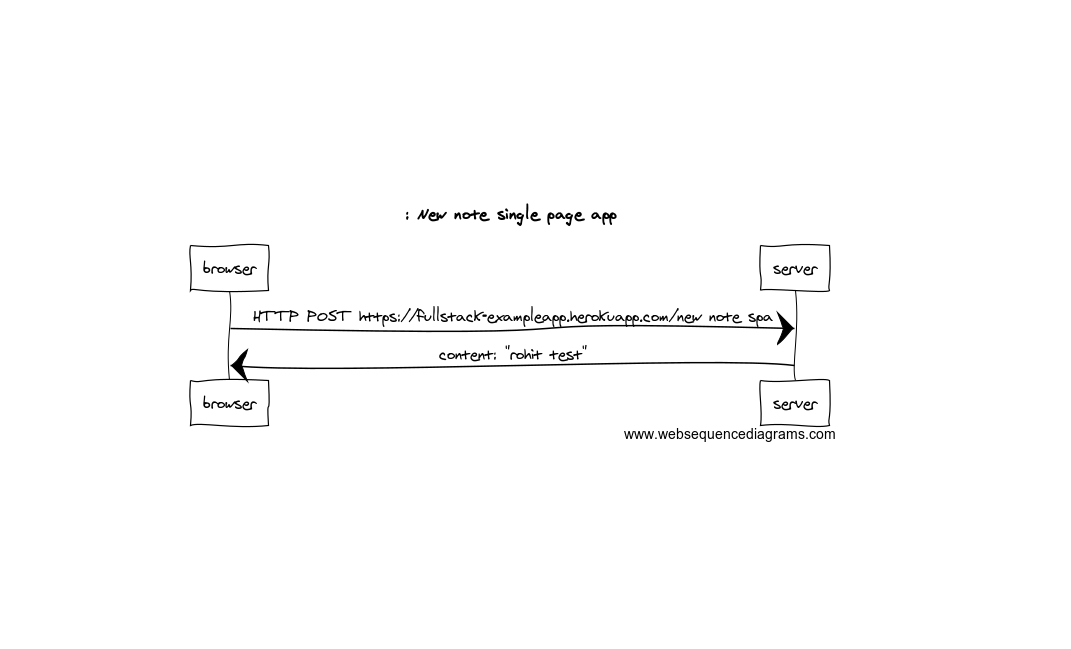 : New note single page app
browser server
HTTP POST https://fullstack-exampleapp.herokuapp.com/new note spa
content: "rohit test"
browser server
www.websequencediagrams.com